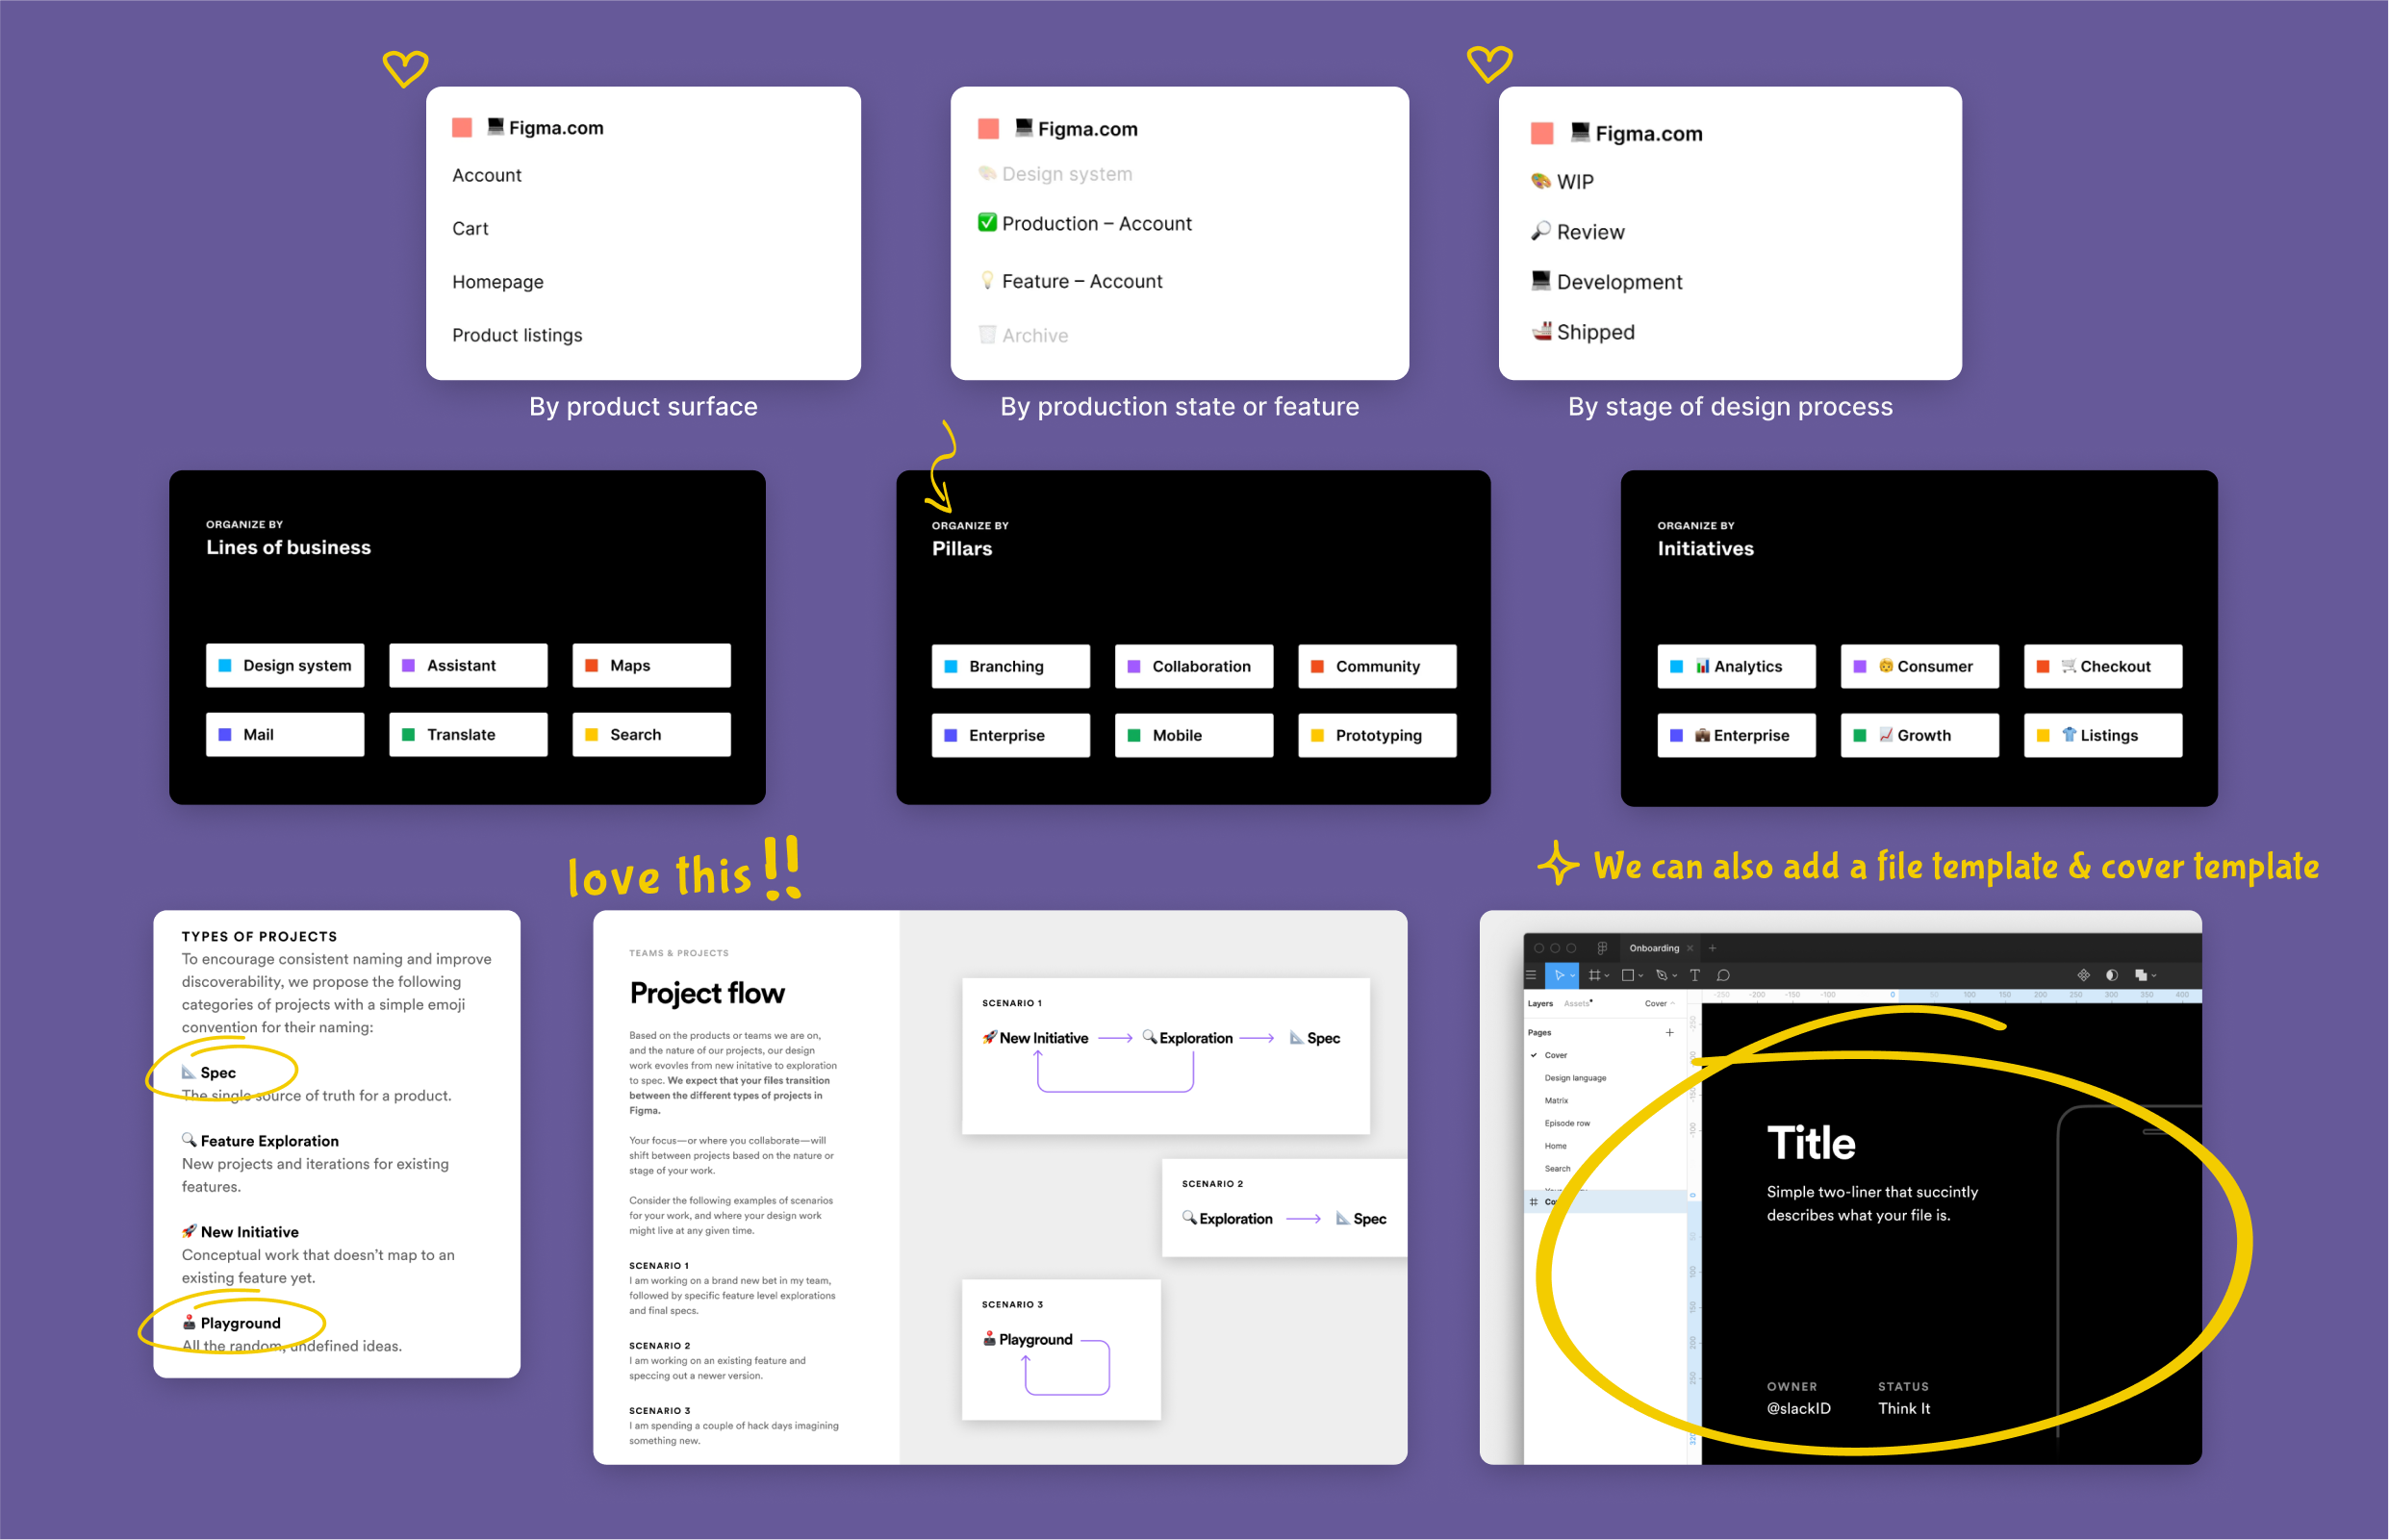 💻 Figma.com
Account
Cart
Homepage
Product listings
By product surface
💻 Figma.com
🎨 Design system
✅ Production – Account
💡 Feature – Account
🗑 Archive
By production state or feature
💻 Figma.com
🎨 WIP
🔎 Review
💻 Development
🚢 Shipped
By stage of design process
ORGANIZE BY
Lines of business
Design system
Assistant
Maps
Mail
Translate
Search
ORGANIZE BY
Pillars
Branching
Collaboration
Community
Enterprise
Mobile
Prototyping
ORGANIZE BY
Initiatives
📊 Analytics
Consumer
🛒 Checkout
💼 Enterprise
📈 Growth
👕 Listings
love this!!
We can also add a file template & cover template
TYPES OF PROJECTS
To encourage consistent naming and improve
discoverability, we propose the following
categories of projects with a simple emoji
convention for their naming:
📐 Spec
The single source of truth for a product.
🔍 Feature Exploration
New projects and iterations for existing
features.
🚀 New Initiative
Conceptual work that doesn’t map to an
existing feature yet.
🕹 Playground
All the random, undefined ideas.
TEAMS & PROJECTS
Project flow
Based on the products or teams we are on,
and the nature of our projects, our design
work evovles from new initative to exploration
to spec. We expect that your files transition
between the different types of projects in
Figma.
Your focus—or where you collaborate—will
shift between projects based on the nature or
stage of your work.
Consider the following examples of scenarios
for your work, and where your design work
might live at any given time.
SCENARIO 1
I am working on a brand new bet in my team,
followed by specific feature level explorations
and final specs.
SCENARIO 2
I am working on an existing feature and
speccing out a newer version.
SCENARIO 3
I am spending a couple of hack days imagining
something new.
SCENARIO 1
🚀 New Initiative
🔍 Exploration
📐 Spec
SCENARIO 2
🔍 Exploration
📐 Spec
SCENARIO 3
🕹 Playground
Onboarding
Layers
Assets
Cover
-250 -200 -150 -100 0 50 100 150 200 250 300 350 400
Pages
Cover
Design language
Matrix
Episode row
Home
Search
Title
Simple two-liner that succintly
describes what your file is.
OWNER
@slackID
STATUS
Think It